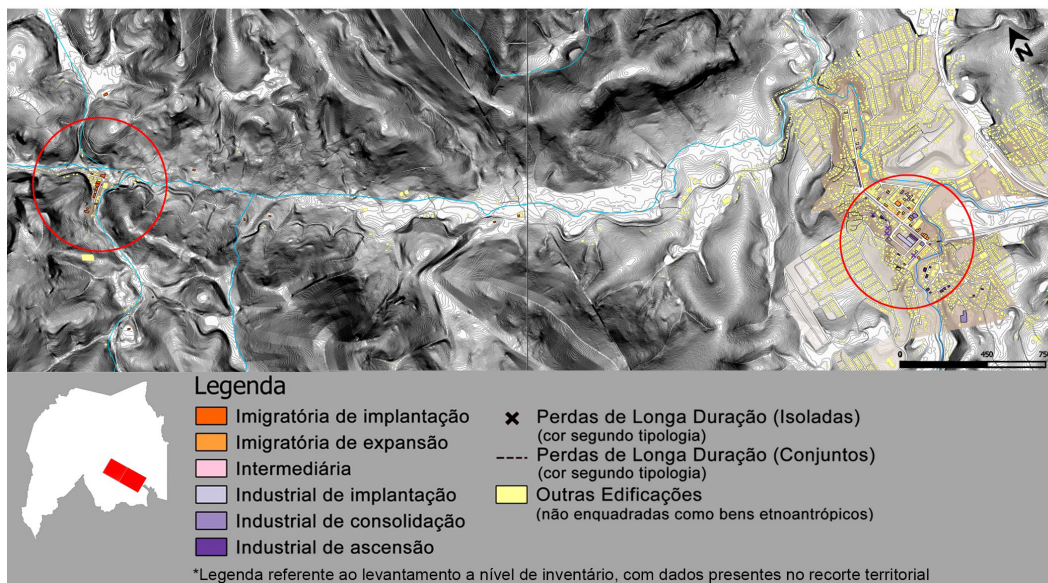 N
0 450 750
Legenda
Imigratória de implantação
Imigratória de expansão
Intermediária
Industrial de implantação
Industrial de consolidação
Industrial de ascensão
Perdas de Longa Duração (Isoladas)
(cor segundo tipologia)
Perdas de Longa Duração (Conjuntos)
(cor segundo tipologia)
Outras Edificações
(não enquadradas como bens etnoantrópicos)
*Legenda referente ao levantamento a nível de inventário, com dados presentes no recorte territorial